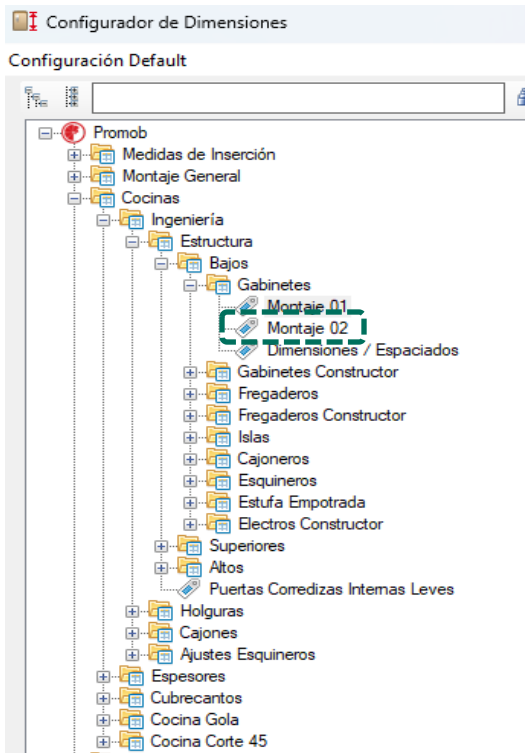 Configurador de Dimensiones
Configuración Default
Promob
Medidas de Inserción
Montaje General
Cocinas
Ingeniería
Estructura
Bajos
Gabinetes
Montaje 01
Montaje 02
Dimensiones / Espaciados
Gabinetes Constructor
Fregaderos
Fregaderos Constructor
Islas
Cajoneros
Esquineros
Estufa Empotrada
Electros Constructor
Superiores
Altos
Puertas Corredizas Internas Leves
Holguras
Cajones
Ajustes Esquineros
Espesores
Cubrecantos
Cocina Gola
Cocina Corte 45